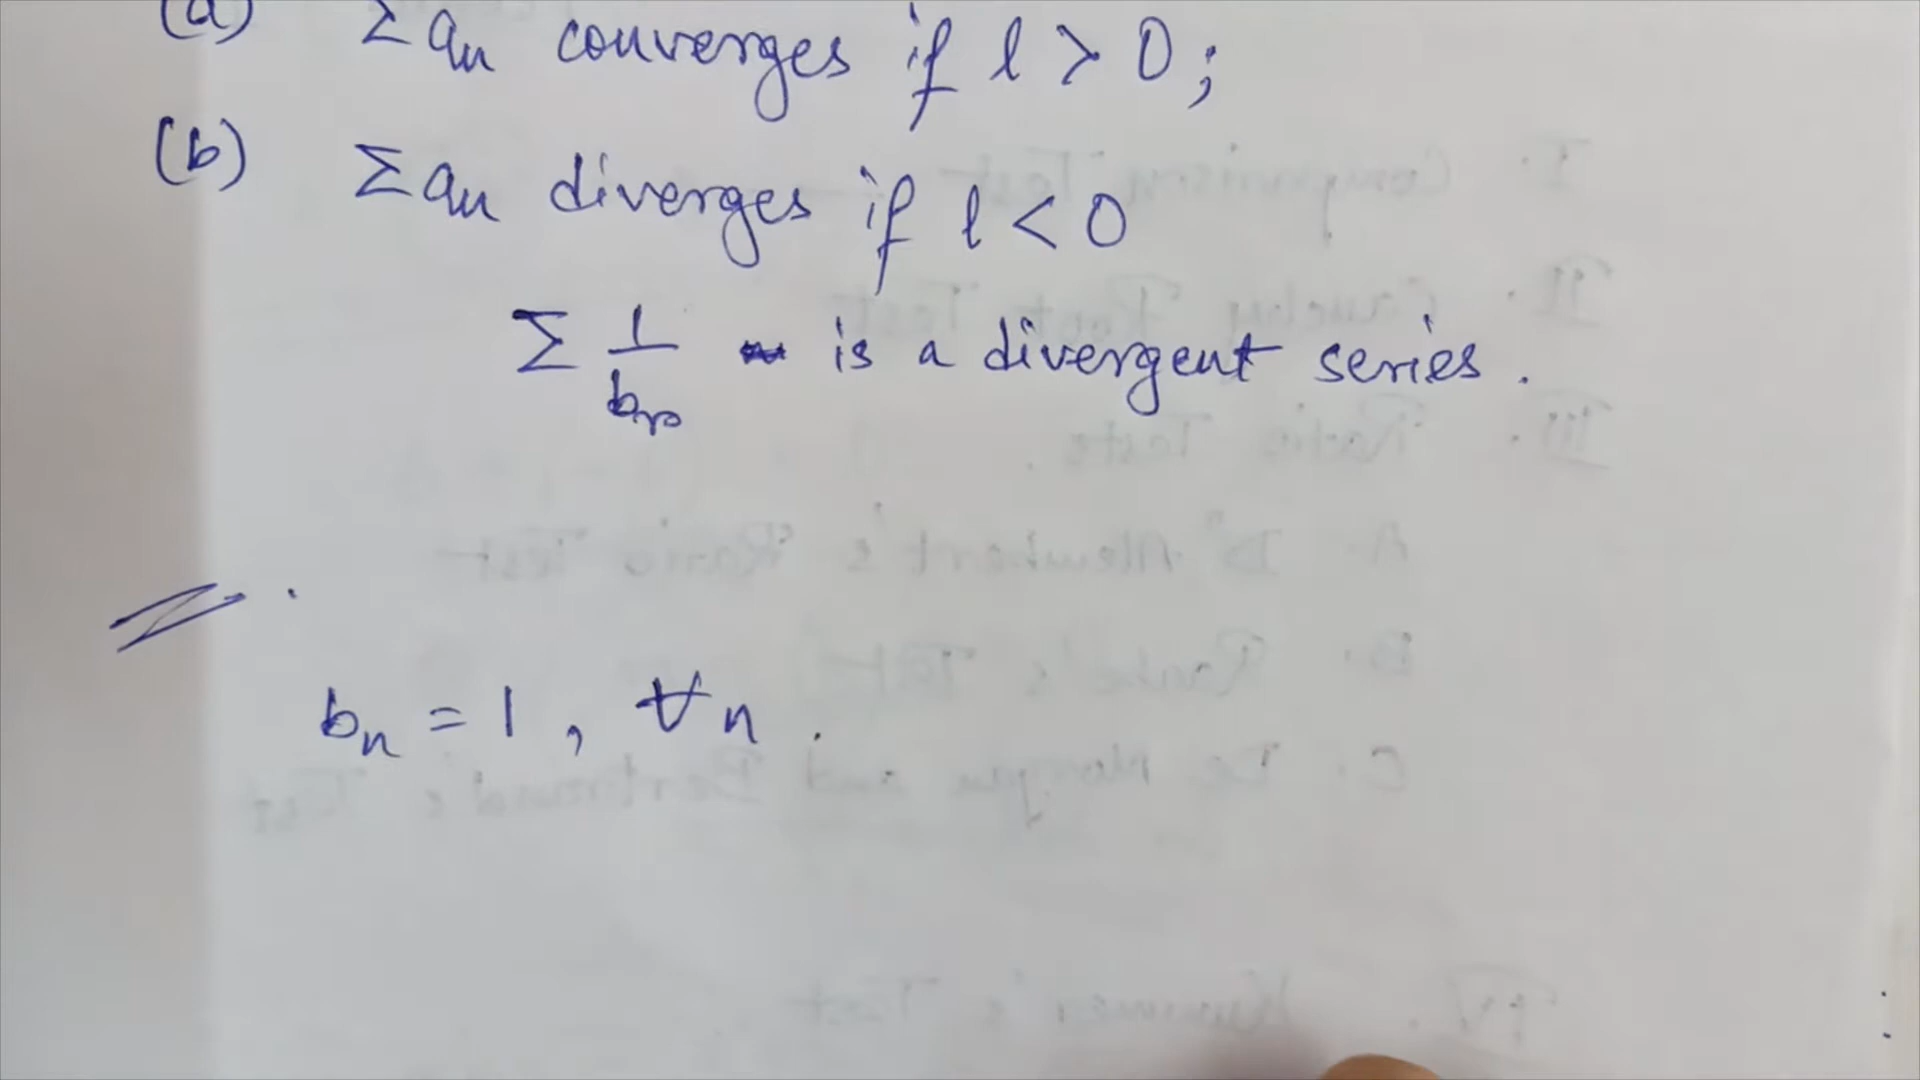 (a) Σ aₙ converges if l > 0;
(b) Σ aₙ diverges if l < 0
Σ 1/bₙ is a divergent series.
bₙ = 1, ∀ n.